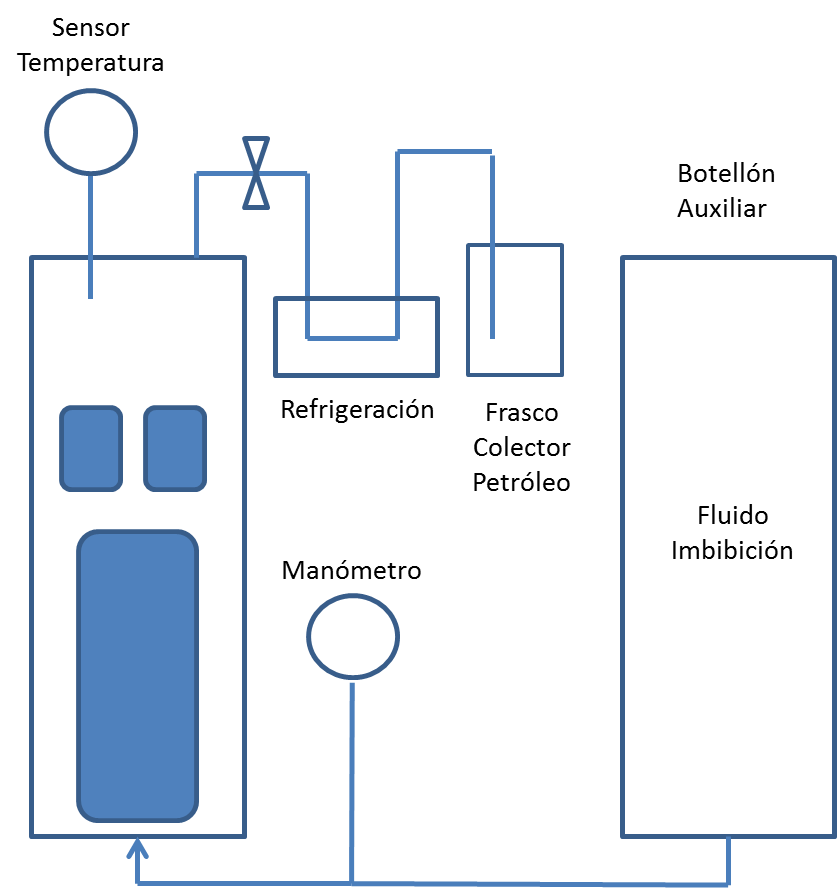 Sensor
Temperatura
Botellón
Auxiliar
Refrigeración
Frasco
Colector
Petróleo
Fluido
Imbibición
Manómetro